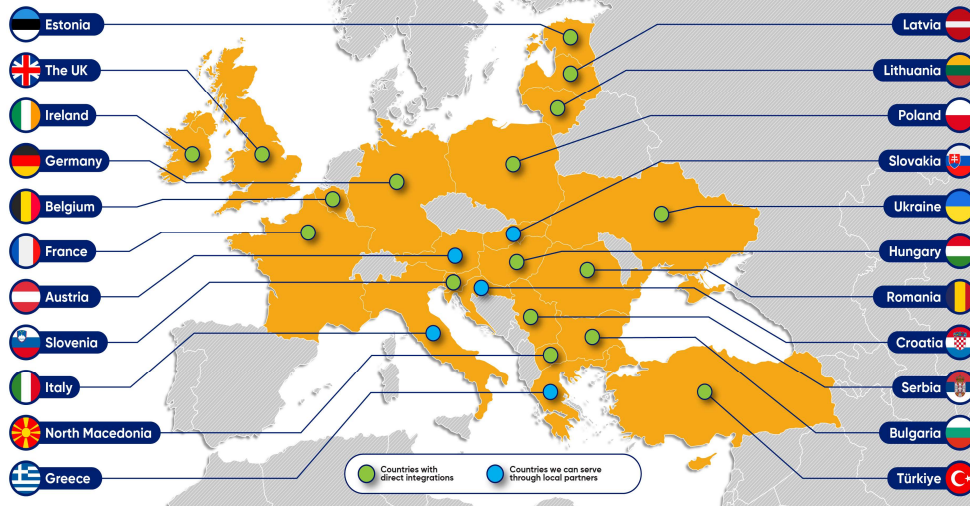 Estonia
The UK
Ireland
Germany
Belgium
France
Austria
Slovenia
Italy
North Macedonia
Greece
Latvia
Lithuania
Poland
Slovakia
Ukraine
Hungary
Romania
Croatia
Serbia
Bulgaria
Türkiye
Countries with
direct integrations
Countries we can serve
through local partners